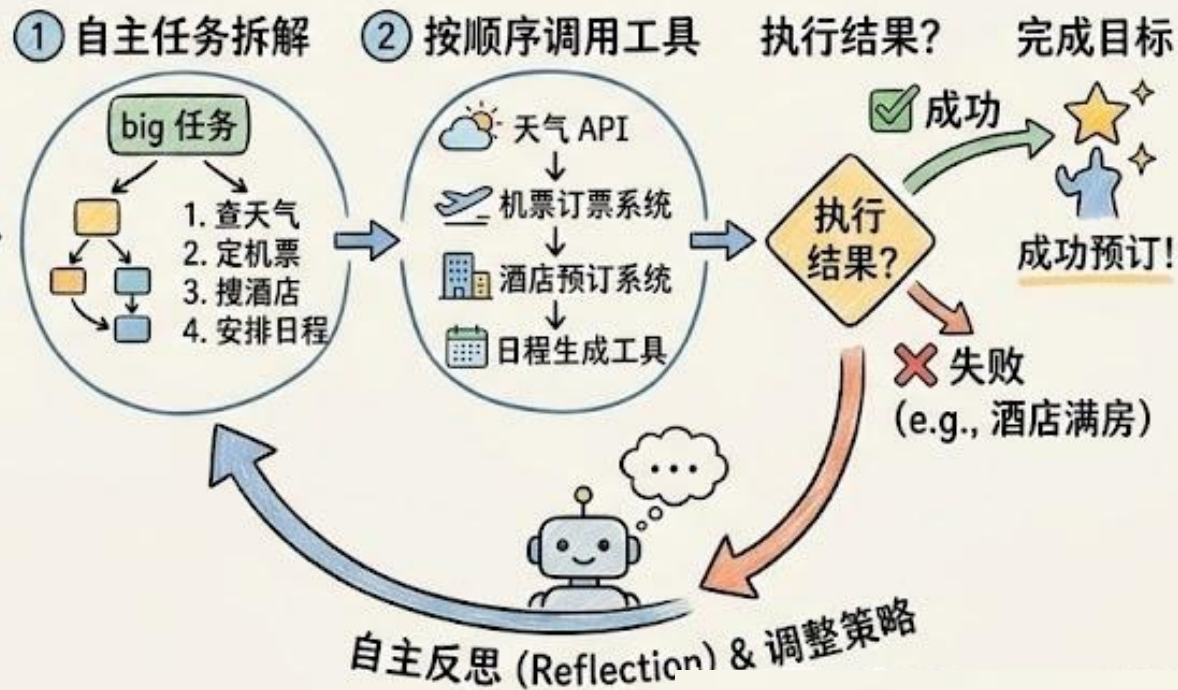 ① 自主任务拆解
② 按顺序调用工具
执行结果?
完成目标
big 任务
1. 查天气
2. 定机票
3. 搜酒店
4. 安排日程
天气 API
机票订票系统
酒店预订系统
日程生成工具
执行
结果?
成功
成功预订!
失败
(e.g., 酒店满房)
...
自主反思 (Reflection) & 调整策略